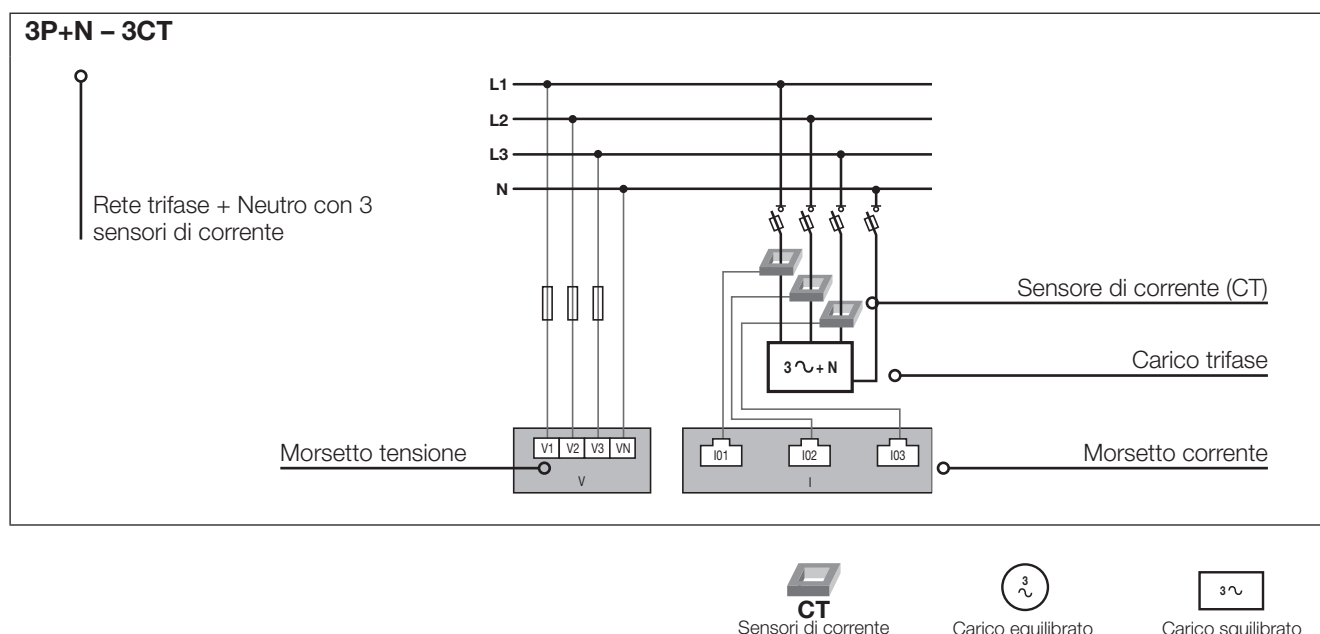 3P+N – 3CT
L1
L2
L3
N
Rete trifase + Neutro con 3
sensori di corrente
Sensore di corrente (CT)
3 ∿ + N
Carico trifase
Morsetto tensione
V1 V2 V3 VN
V
I01 I02 I03
I
Morsetto corrente
CT
Sensori di corrente
3
∿
Carico equilibrato
3 ∿
Carico squilibrato